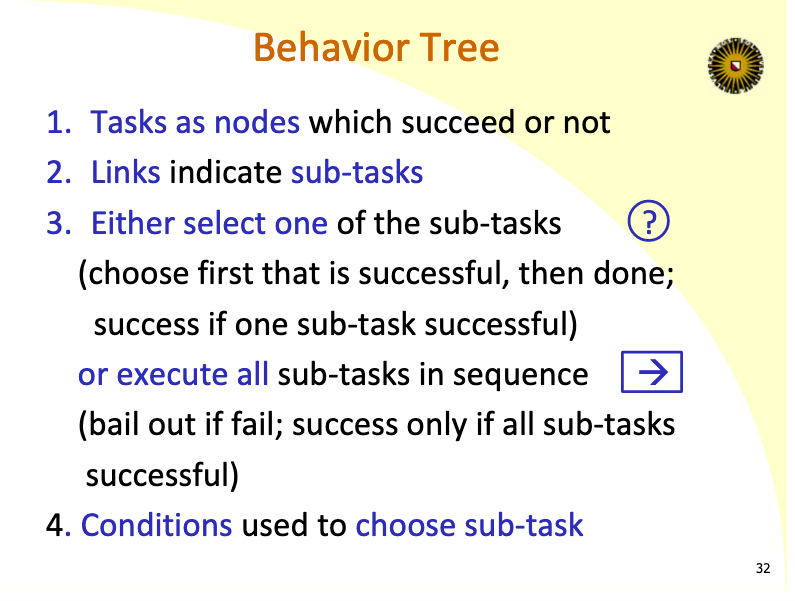 Behavior Tree
1. Tasks as nodes which succeed or not
2. Links indicate sub-tasks
3. Either select one of the sub-tasks ?
(choose first that is successful, then done;
success if one sub-task successful)
or execute all sub-tasks in sequence →
(bail out if fail; success only if all sub-tasks
successful)
4. Conditions used to choose sub-task
32